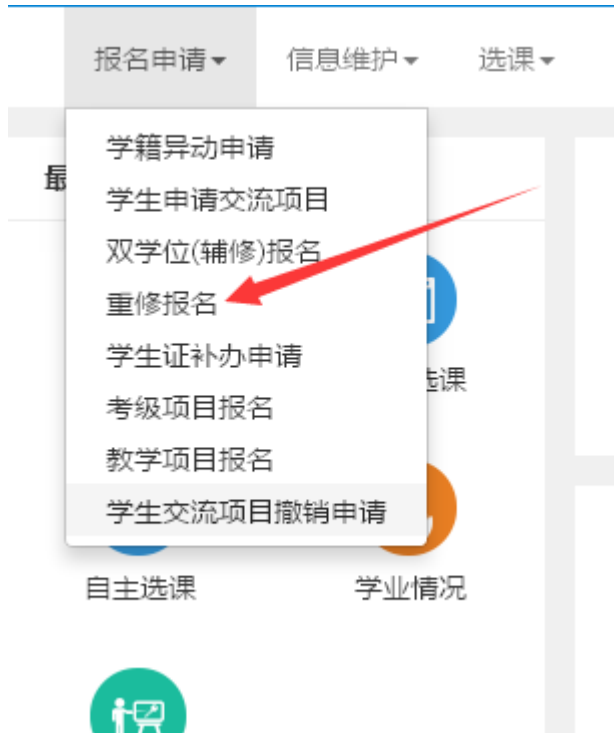 报名申请 信息维护 选课
学籍异动申请
学生申请交流项目
双学位(辅修)报名
重修报名
学生证补办申请
选课
考级项目报名
教学项目报名
学生交流项目撤销申请
自主选课 学业情况